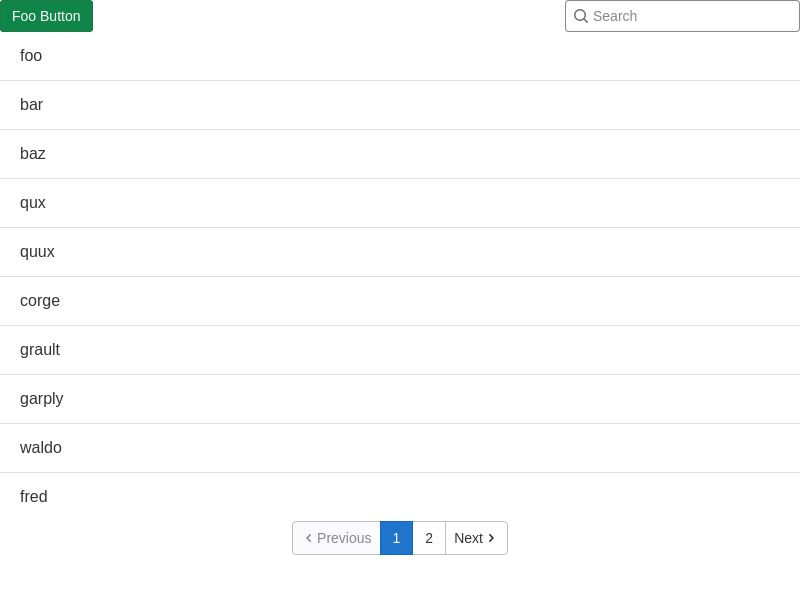 Foo Button Search
foo
bar
baz
qux
quux
corge
grault
garply
waldo
fred
Previous 1 2 Next